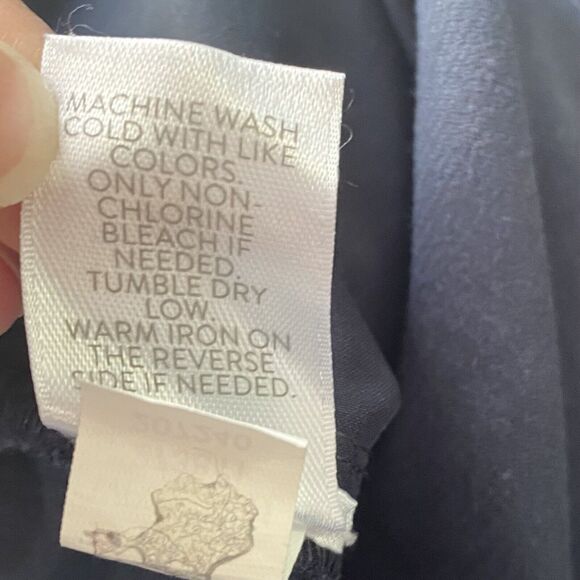 MACHINE WASH
COLD WITH LIKE
COLORS.
ONLY NON-
CHLORINE
BLEACH IF
NEEDED.
TUMBLE DRY
LOW.
WARM IRON ON
THE REVERSE
SIDE IF NEEDED.